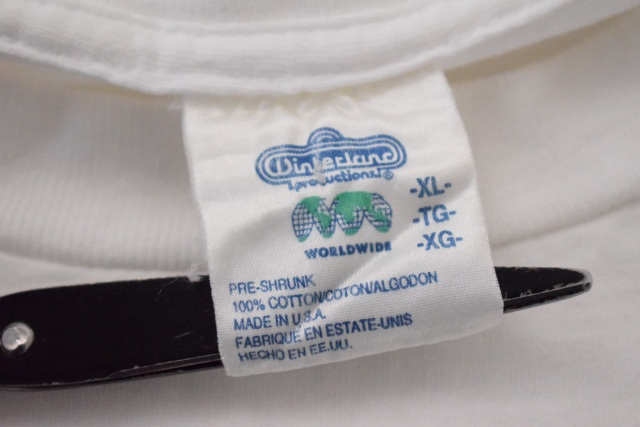 Winterland
productions®
WORLDWIDE
-XL-
-TG-
-XG-
PRE-SHRUNK
100% COTTON/COTON/ALGODON
MADE IN U.S.A.
FABRIQUE EN ESTATE-UNIS
HECHO EN EE.UU.